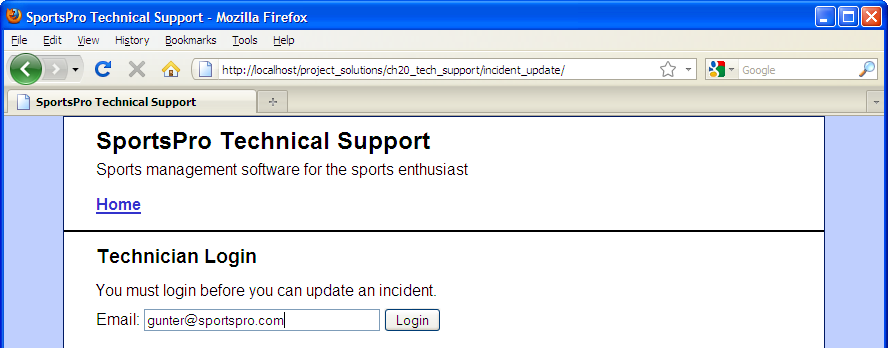 SportsPro Technical Support - Mozilla Firefox
File Edit View History Bookmarks Tools Help
http://localhost/project_solutions/ch20_tech_support/incident_update/ Google
SportsPro Technical Support
SportsPro Technical Support
Sports management software for the sports enthusiast
Home
Technician Login
You must login before you can update an incident.
Email: gunter@sportspro.com Login